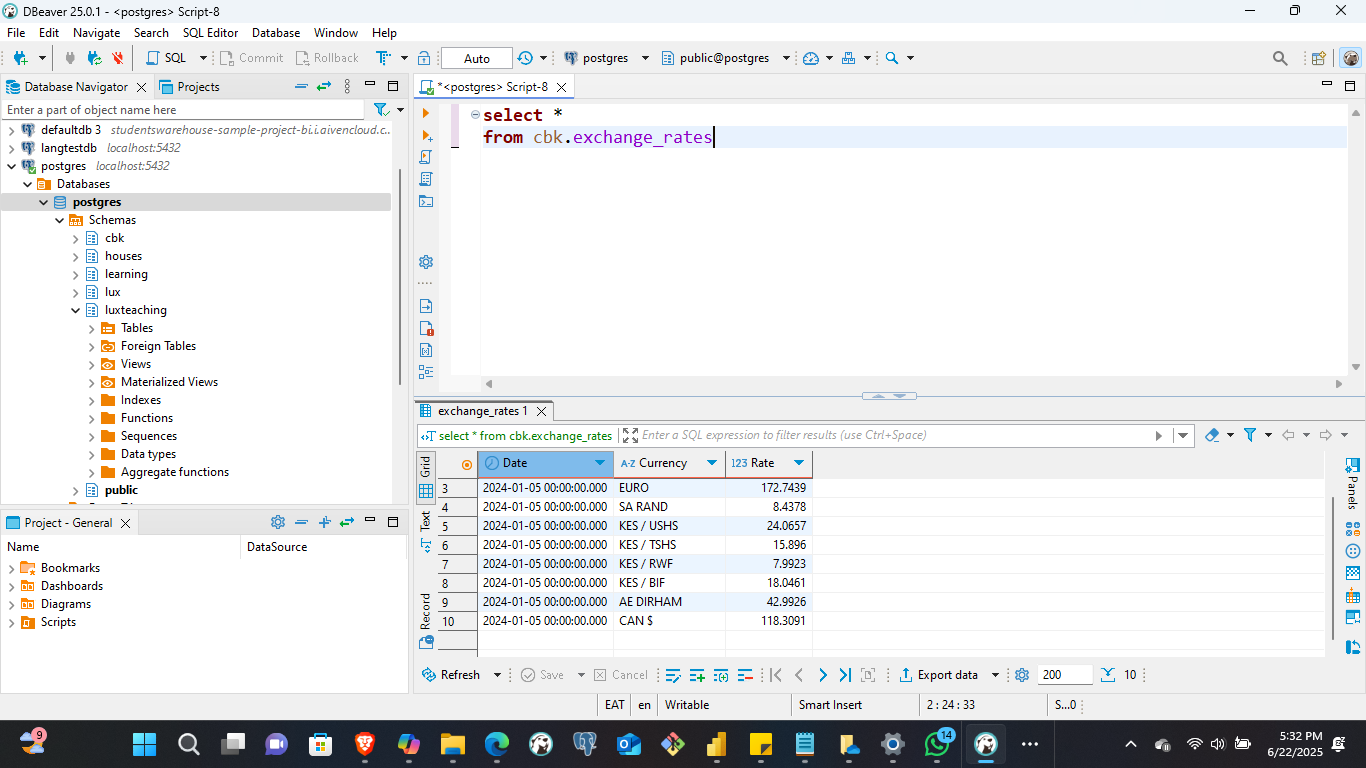 DBeaver 25.0.1 - <postgres> Script-8
File Edit Navigate Search SQL Editor Database Window Help
SQL Commit Rollback Auto postgres public@postgres
Database Navigator Projects
Enter a part of object name here
defaultdb 3 studentswarehouse-sample-project-bi.i.aivencloud.c...
langtestdb localhost:5432
postgres localhost:5432
Databases
postgres
Schemas
cbk
houses
learning
lux
luxteaching
Tables
Foreign Tables
Views
Materialized Views
Indexes
Functions
Sequences
Data types
Aggregate functions
public
Project - General
Name DataSource
Bookmarks
Dashboards
Diagrams
Scripts
*<postgres> Script-8
select *
from cbk.exchange_rates
exchange_rates 1
select * from cbk.exchange_rates Enter a SQL expression to filter results (use Ctrl+Space)
Grid
Text
Record
Date A-Z Currency 123 Rate
3 2024-01-05 00:00:00.000 EURO 172.7439
4 2024-01-05 00:00:00.000 SA RAND 8.4378
5 2024-01-05 00:00:00.000 KES / USHS 24.0657
6 2024-01-05 00:00:00.000 KES / TSHS 15.896
7 2024-01-05 00:00:00.000 KES / RWF 7.9923
8 2024-01-05 00:00:00.000 KES / BIF 18.0461
9 2024-01-05 00:00:00.000 AE DIRHAM 42.9926
10 2024-01-05 00:00:00.000 CAN $ 118.3091
Panels
Refresh Save Cancel Export data 200 10
EAT en Writable Smart Insert 2 : 24 : 33 S...0
9
14
5:32 PM
6/22/2025